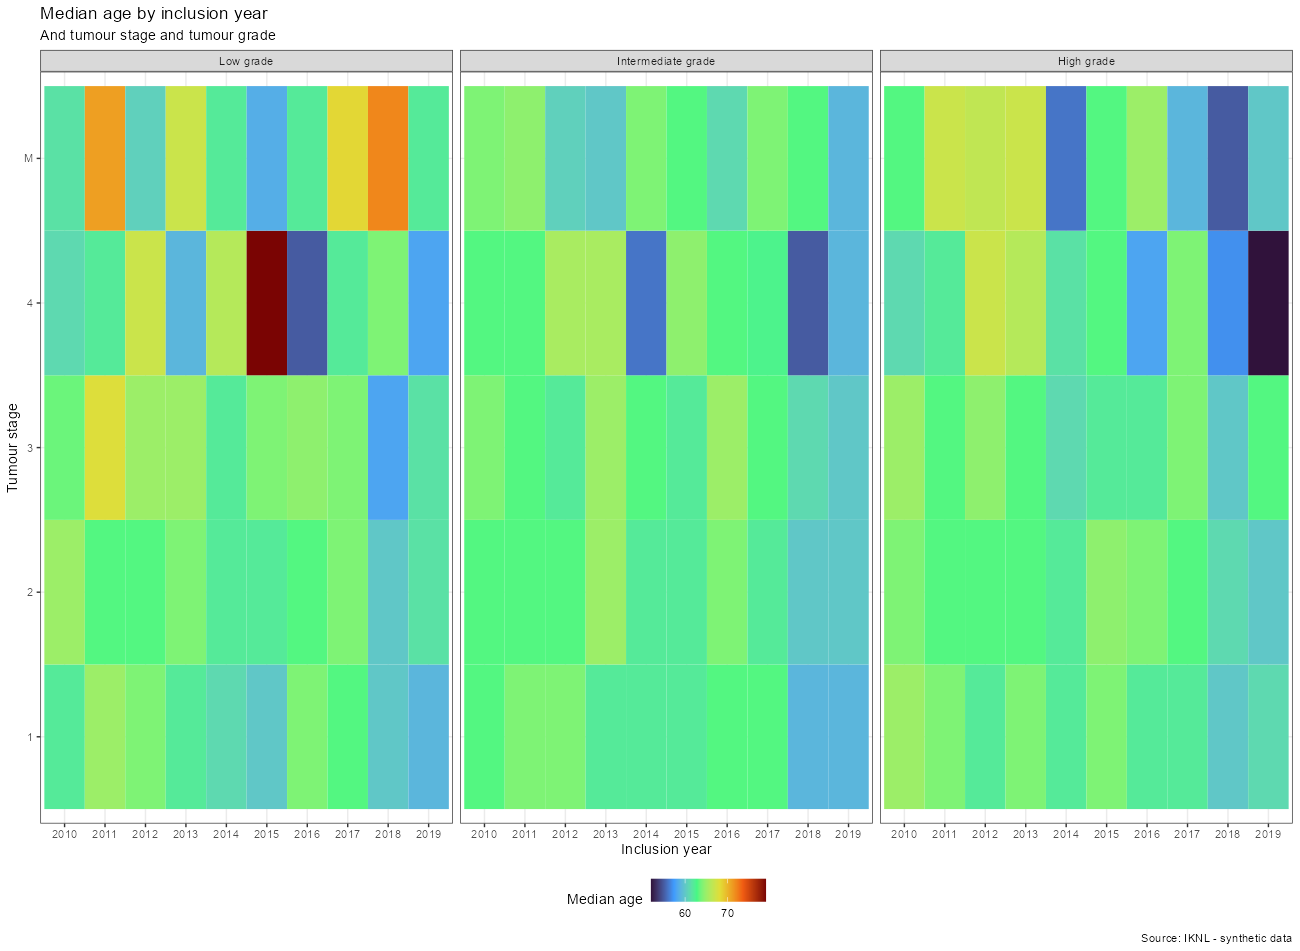 Median age by inclusion year
And tumour stage and tumour grade
Low grade
Intermediate grade
High grade
Tumour stage
M
4
3
2
1
2010 2011 2012 2013 2014 2015 2016 2017 2018 2019
2010 2011 2012 2013 2014 2015 2016 2017 2018 2019
2010 2011 2012 2013 2014 2015 2016 2017 2018 2019
Inclusion year
Median age
60 70
Source: IKNL - synthetic data